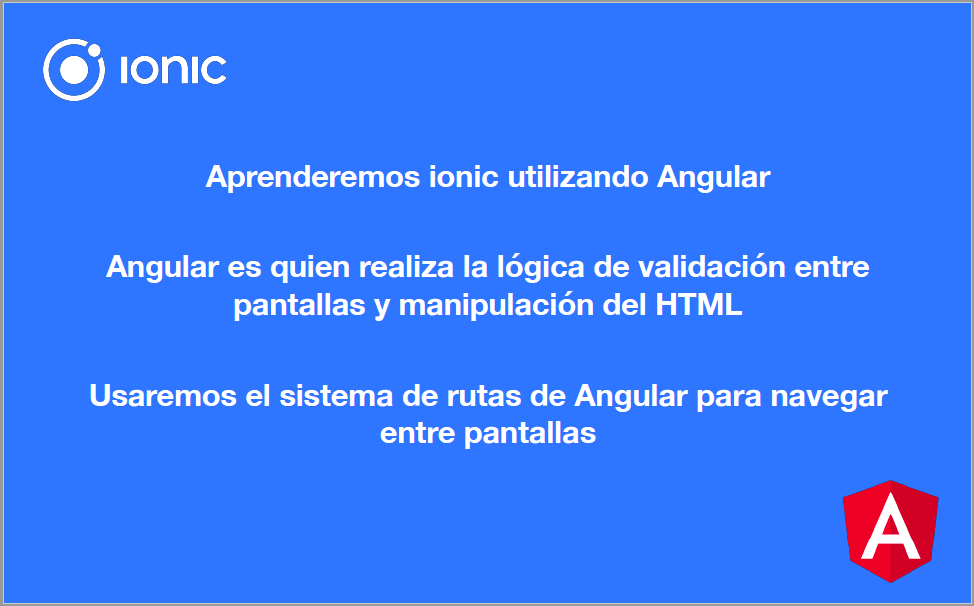 ionic
Aprenderemos ionic utilizando Angular
Angular es quien realiza la lógica de validación entre
pantallas y manipulación del HTML
Usaremos el sistema de rutas de Angular para navegar
entre pantallas
A